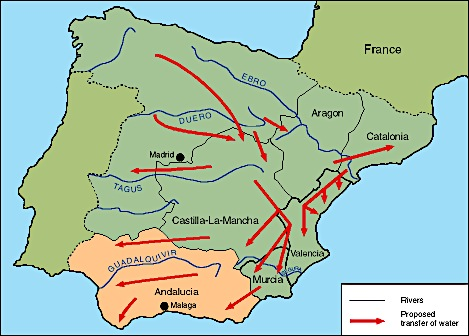 France
EBRO
Aragon
DUERO
Catalonia
Madrid
TAGUS
Castilla-La-Mancha
Valencia
GUADALQUIVIR
Murcia
Andalucia
Malaga
Rivers
Proposed
transfer of water